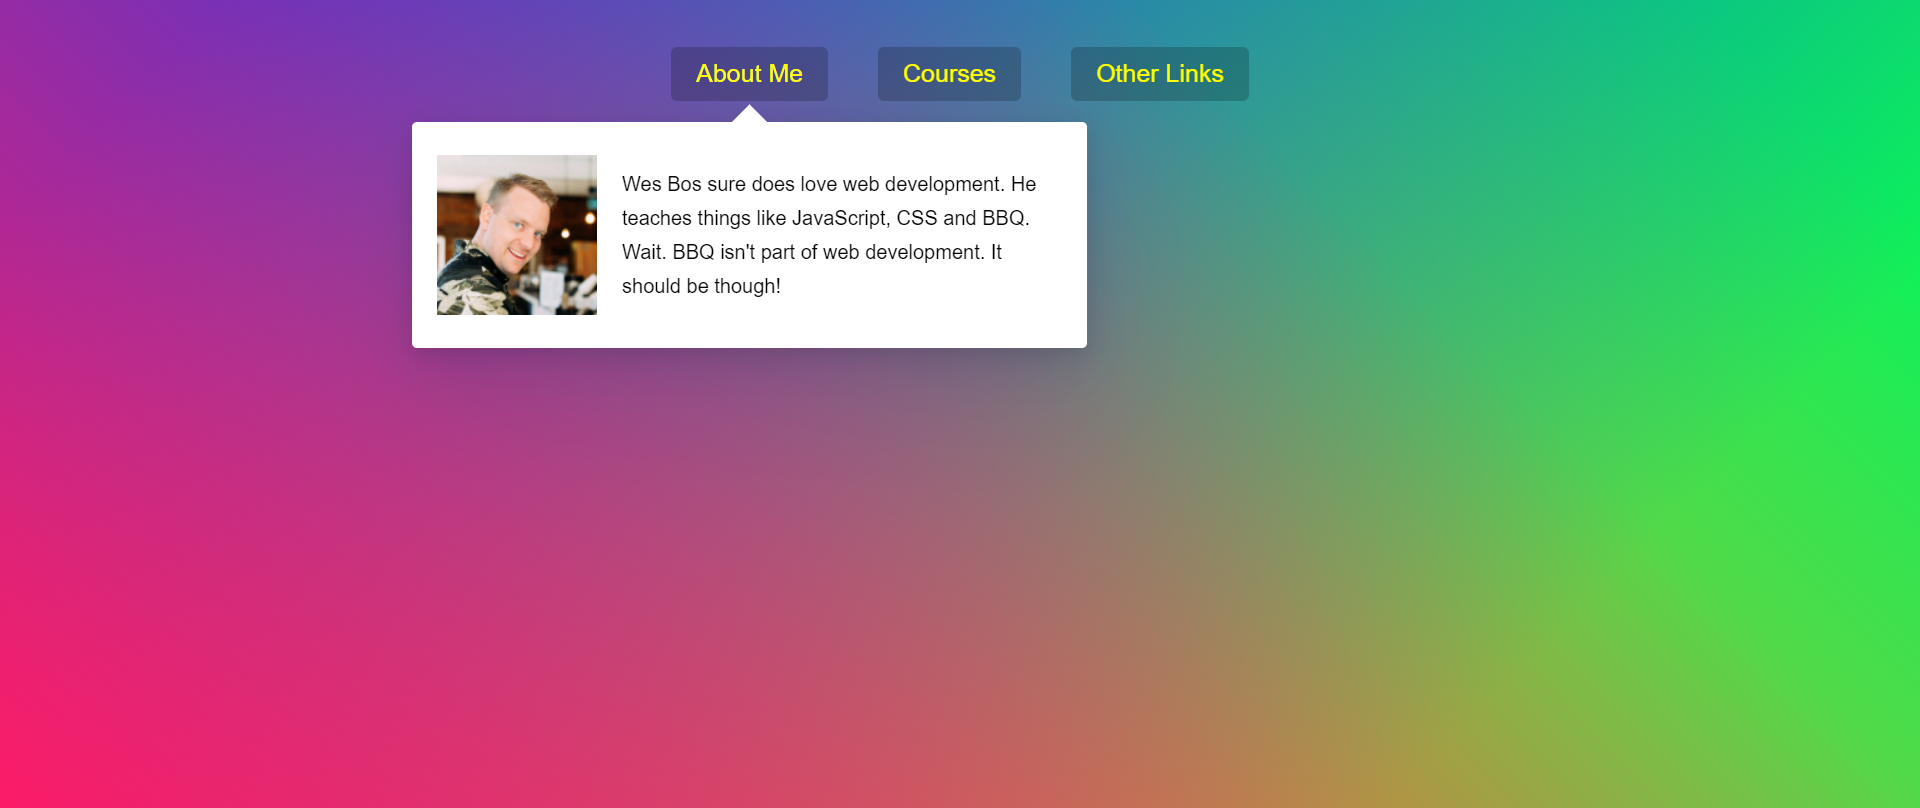 About Me
Courses
Other Links
Wes Bos sure does love web development. He
teaches things like JavaScript, CSS and BBQ.
Wait. BBQ isn't part of web development. It
should be though!